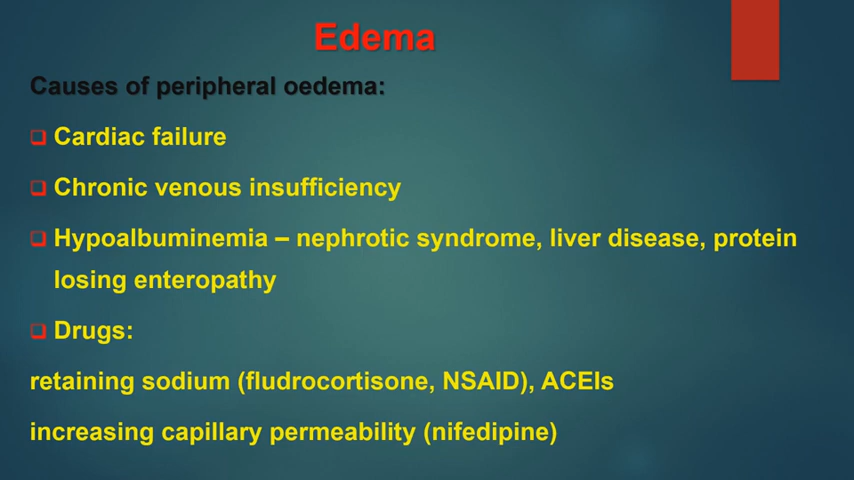 Edema
Causes of peripheral oedema:
Cardiac failure
Chronic venous insufficiency
Hypoalbuminemia – nephrotic syndrome, liver disease, protein
losing enteropathy
Drugs:
retaining sodium (fludrocortisone, NSAID), ACEIs
increasing capillary permeability (nifedipine)